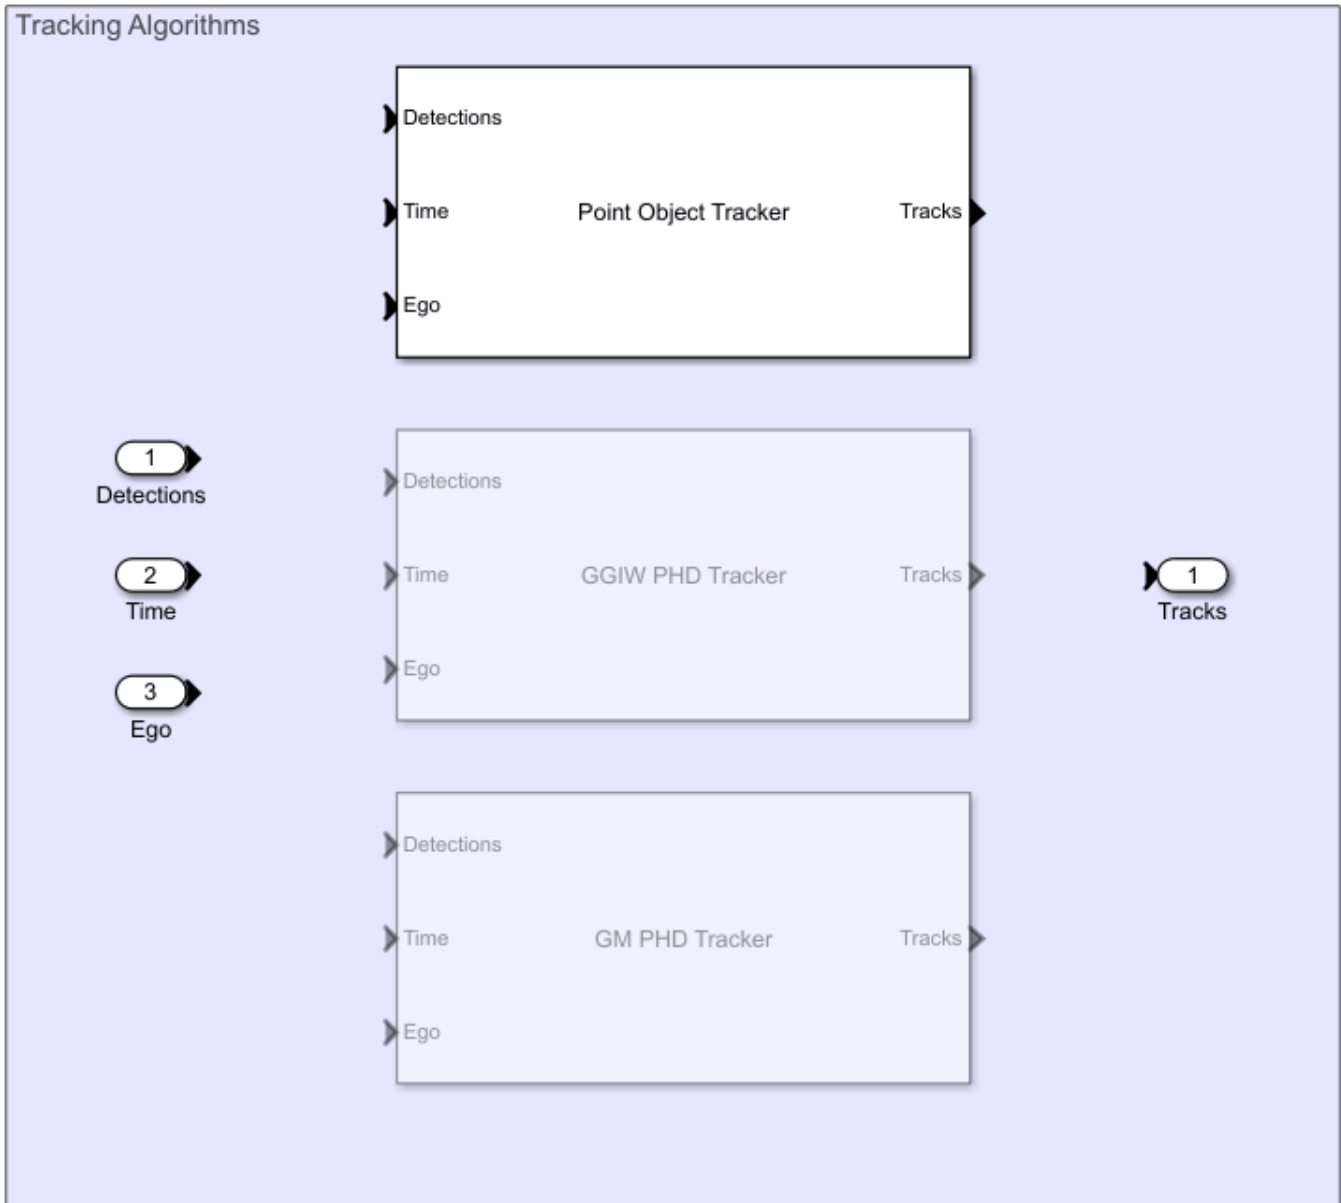 Tracking Algorithms
Detections
Time
Point Object Tracker
Tracks
Ego
1
Detections
2
Time
3
Ego
Detections
Time
GGIW PHD Tracker
Tracks
Ego
1
Tracks
Detections
Time
GM PHD Tracker
Tracks
Ego